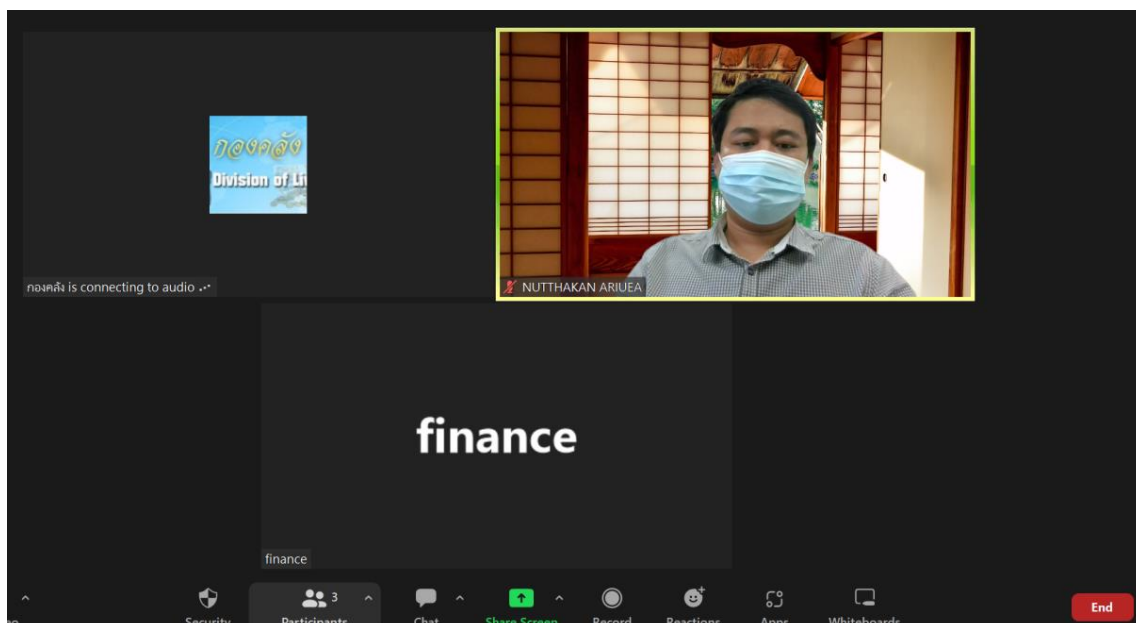 กองคลัง
Division of Li
กองคลัง is connecting to audio
NUTTHAKAN ARIUEA
finance
finance
3
Security
Participants
Chat
Share Screen
Record
Reactions
Apps
Whiteboards
End